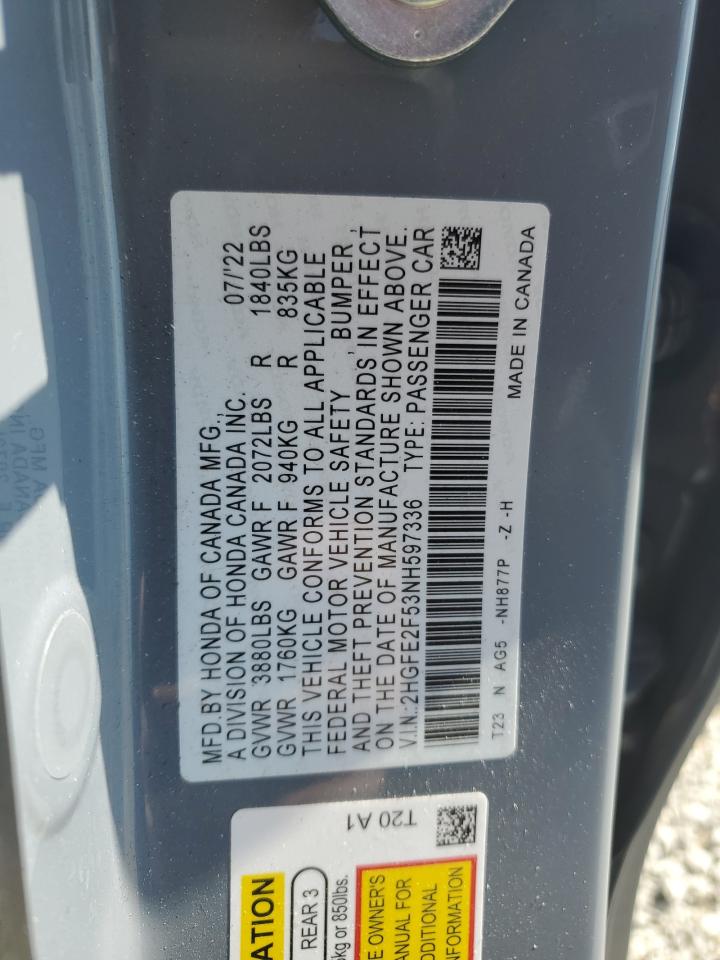 MFD.BY HONDA OF CANADA MFG.,
A DIVISION OF HONDA CANADA INC. 07/'22
GVWR 3880LBS GAWR F 2072LBS R 1840LBS
GVWR 1760KG GAWR F 940KG R 835KG
THIS VEHICLE CONFORMS TO ALL APPLICABLE
FEDERAL MOTOR VEHICLE SAFETY , BUMPER ,
AND THEFT PREVENTION STANDARDS IN EFFECT
ON THE DATE OF MANUFACTURE SHOWN ABOVE.
V.I.N.:2HGFE2F53NH597336 TYPE: PASSENGER CAR
T23 N AG5 -NH877P -Z -H
MADE IN CANADA
T20 A1
ATION
REAR 3
kg or 850lbs.
E OWNER'S
ANUAL FOR
DDITIONAL
NFORMATION